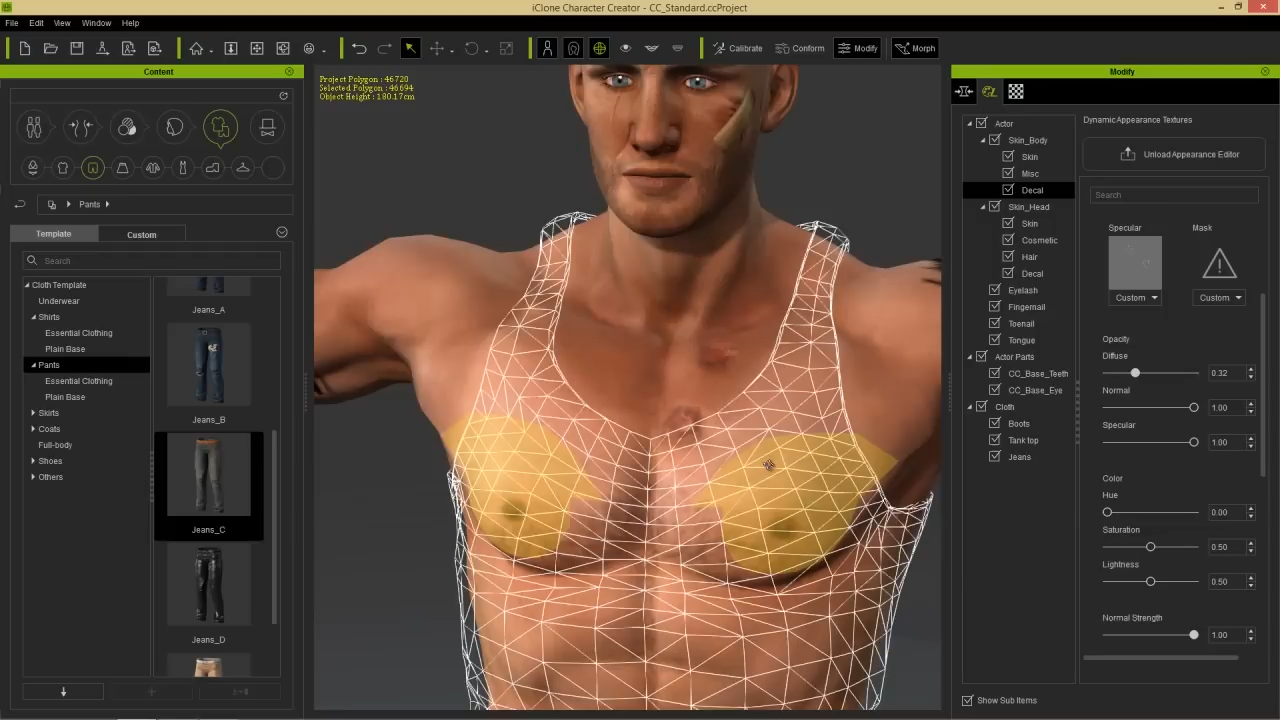 iClone Character Creator - CC_Standard.ccProject
File Edit View Window Help
Calibrate Conform Modify Morph
Content
Pants
Template Custom
Search
Cloth Template
Underwear
Shirts
Essential Clothing
Plain Base
Pants
Essential Clothing
Plain Base
Skirts
Coats
Full-body
Shoes
Others
Jeans_A
Jeans_B
Jeans_C
Jeans_D
Project Polygon : 46720
Selected Polygon : 46694
Object Height : 180.17cm
Modify
Actor
Skin_Body
Skin
Misc
Decal
Skin_Head
Skin
Cosmetic
Hair
Decal
Eyelash
Fingernail
Toenail
Tongue
Actor Parts
CC_Base_Teeth
CC_Base_Eye
Cloth
Boots
Tank top
Jeans
Show Sub Items
Dynamic Appearance Textures
Unload Appearance Editor
Search
Specular Mask
Custom Custom
Opacity
Diffuse
0.32
Normal
1.00
Specular
1.00
Color
Hue
0.00
Saturation
0.50
Lightness
0.50
Normal Strength
1.00